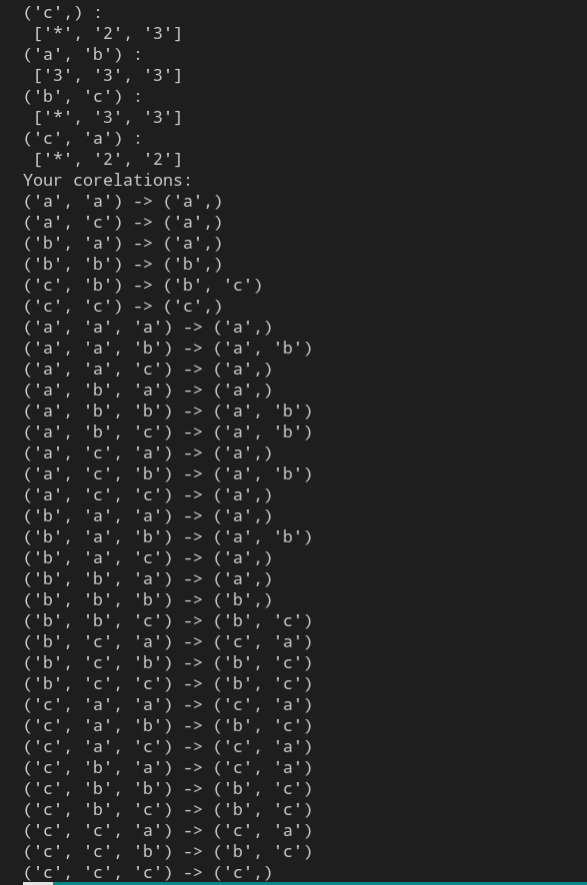 ('c',) :
 ['*', '2', '3']
('a', 'b') :
 ['3', '3', '3']
('b', 'c') :
 ['*', '3', '3']
('c', 'a') :
 ['*', '2', '2']
Your corelations:
('a', 'a') -> ('a',)
('a', 'c') -> ('a',)
('b', 'a') -> ('a',)
('b', 'b') -> ('b',)
('c', 'b') -> ('b', 'c')
('c', 'c') -> ('c',)
('a', 'a', 'a') -> ('a',)
('a', 'a', 'b') -> ('a', 'b')
('a', 'a', 'c') -> ('a',)
('a', 'b', 'a') -> ('a',)
('a', 'b', 'b') -> ('a', 'b')
('a', 'b', 'c') -> ('a', 'b')
('a', 'c', 'a') -> ('a',)
('a', 'c', 'b') -> ('a', 'b')
('a', 'c', 'c') -> ('a',)
('b', 'a', 'a') -> ('a',)
('b', 'a', 'b') -> ('a', 'b')
('b', 'a', 'c') -> ('a',)
('b', 'b', 'a') -> ('a',)
('b', 'b', 'b') -> ('b',)
('b', 'b', 'c') -> ('b', 'c')
('b', 'c', 'a') -> ('c', 'a')
('b', 'c', 'b') -> ('b', 'c')
('b', 'c', 'c') -> ('b', 'c')
('c', 'a', 'a') -> ('c', 'a')
('c', 'a', 'b') -> ('b', 'c')
('c', 'a', 'c') -> ('c', 'a')
('c', 'b', 'a') -> ('c', 'a')
('c', 'b', 'b') -> ('b', 'c')
('c', 'b', 'c') -> ('b', 'c')
('c', 'c', 'a') -> ('c', 'a')
('c', 'c', 'b') -> ('b', 'c')
('c', 'c', 'c') -> ('c',)